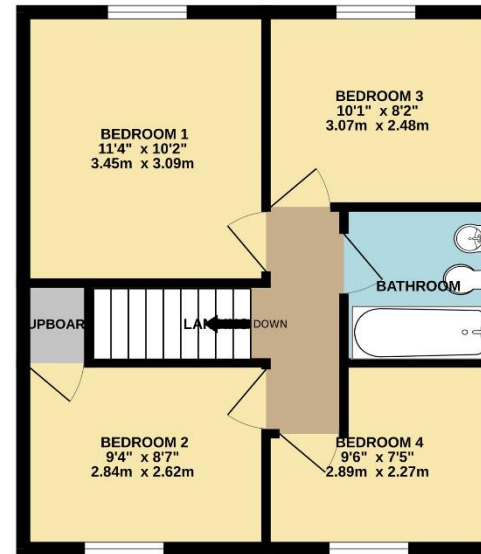 BEDROOM 1
11'4" x 10'2"
3.45m x 3.09m
BEDROOM 3
10'1" x 8'2"
3.07m x 2.48m
BATHROOM
UPBOAR
DOWN
BEDROOM 2
9'4" x 8'7"
2.84m x 2.62m
BEDROOM 4
9'6" x 7'5"
2.89m x 2.27m